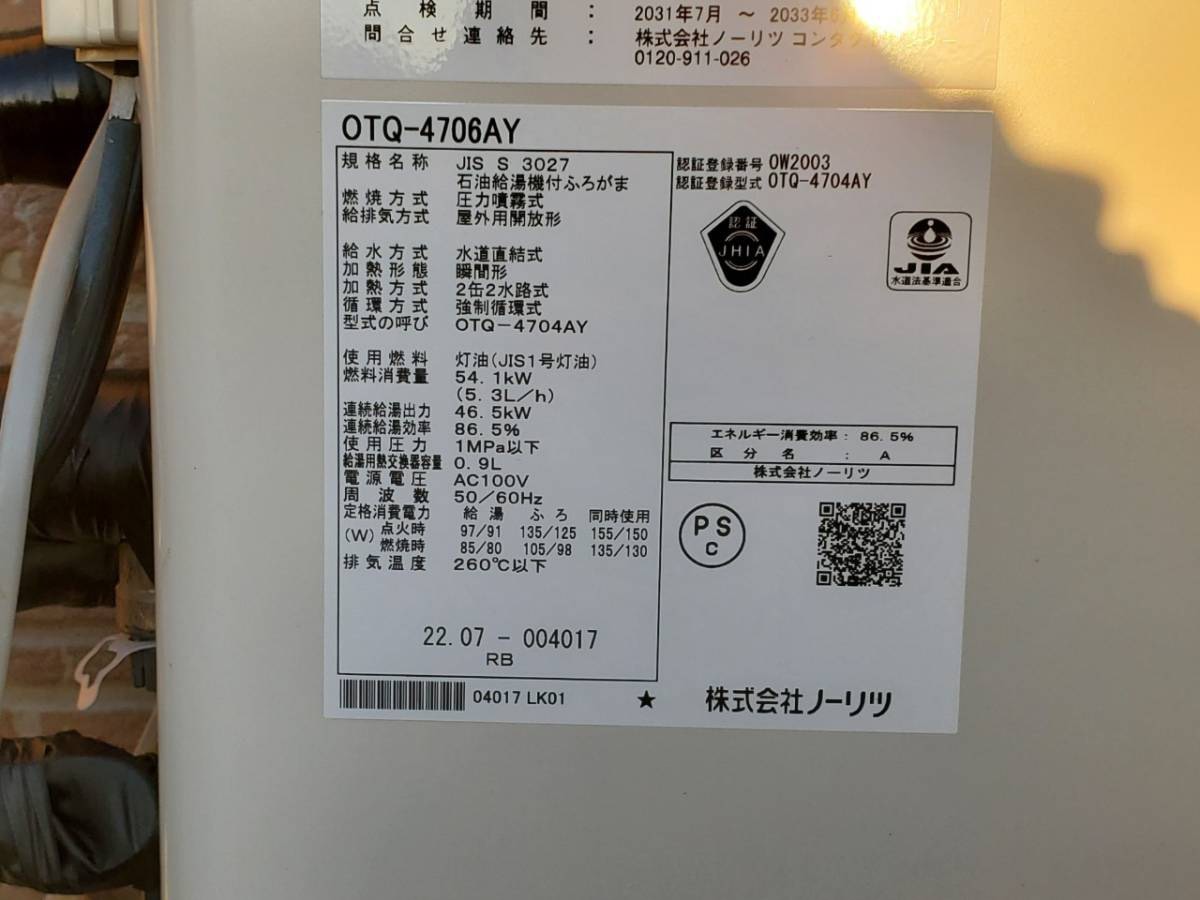 点検期間 : 2031年7月 ～ 2033年
問合せ連絡先 : 株式会社ノーリツ
0120-911-026
OTQ-4706AY
規格名称 JIS S 3027
石油給湯機付ふろがま
燃焼方式 圧力噴霧式
給排気方式 屋外用開放形
給水方式 水道直結式
加熱形態 瞬間形
加熱方式 2缶2水路式
循環方式 強制循環式
型式の呼び OTQ-4704AY
使用燃料 灯油(JIS1号灯油)
燃料消費量 54.1kW
(5.3L/h)
連続給湯出力 46.5kW
連続給湯効率 86.5%
使用圧力 1MPa以下
給湯用熱交換器容量 0.9L
電源電圧 AC100V
周波数 50/60Hz
定格消費電力 給湯 ふろ 同時使用
(W) 点火時 97/91 135/125 155/150
燃焼時 85/80 105/98 135/130
排気温度 260℃以下
22.07 - 004017
RB
04017 LK01 ★
認証登録番号 OW2003
認証登録型式 OTQ-4704AY
認証
JHIA
JIA
水道法基準適合
エネルギー消費効率: 86.5%
区分名 : A
株式会社ノーリツ
PS
C
株式会社ノーリツ